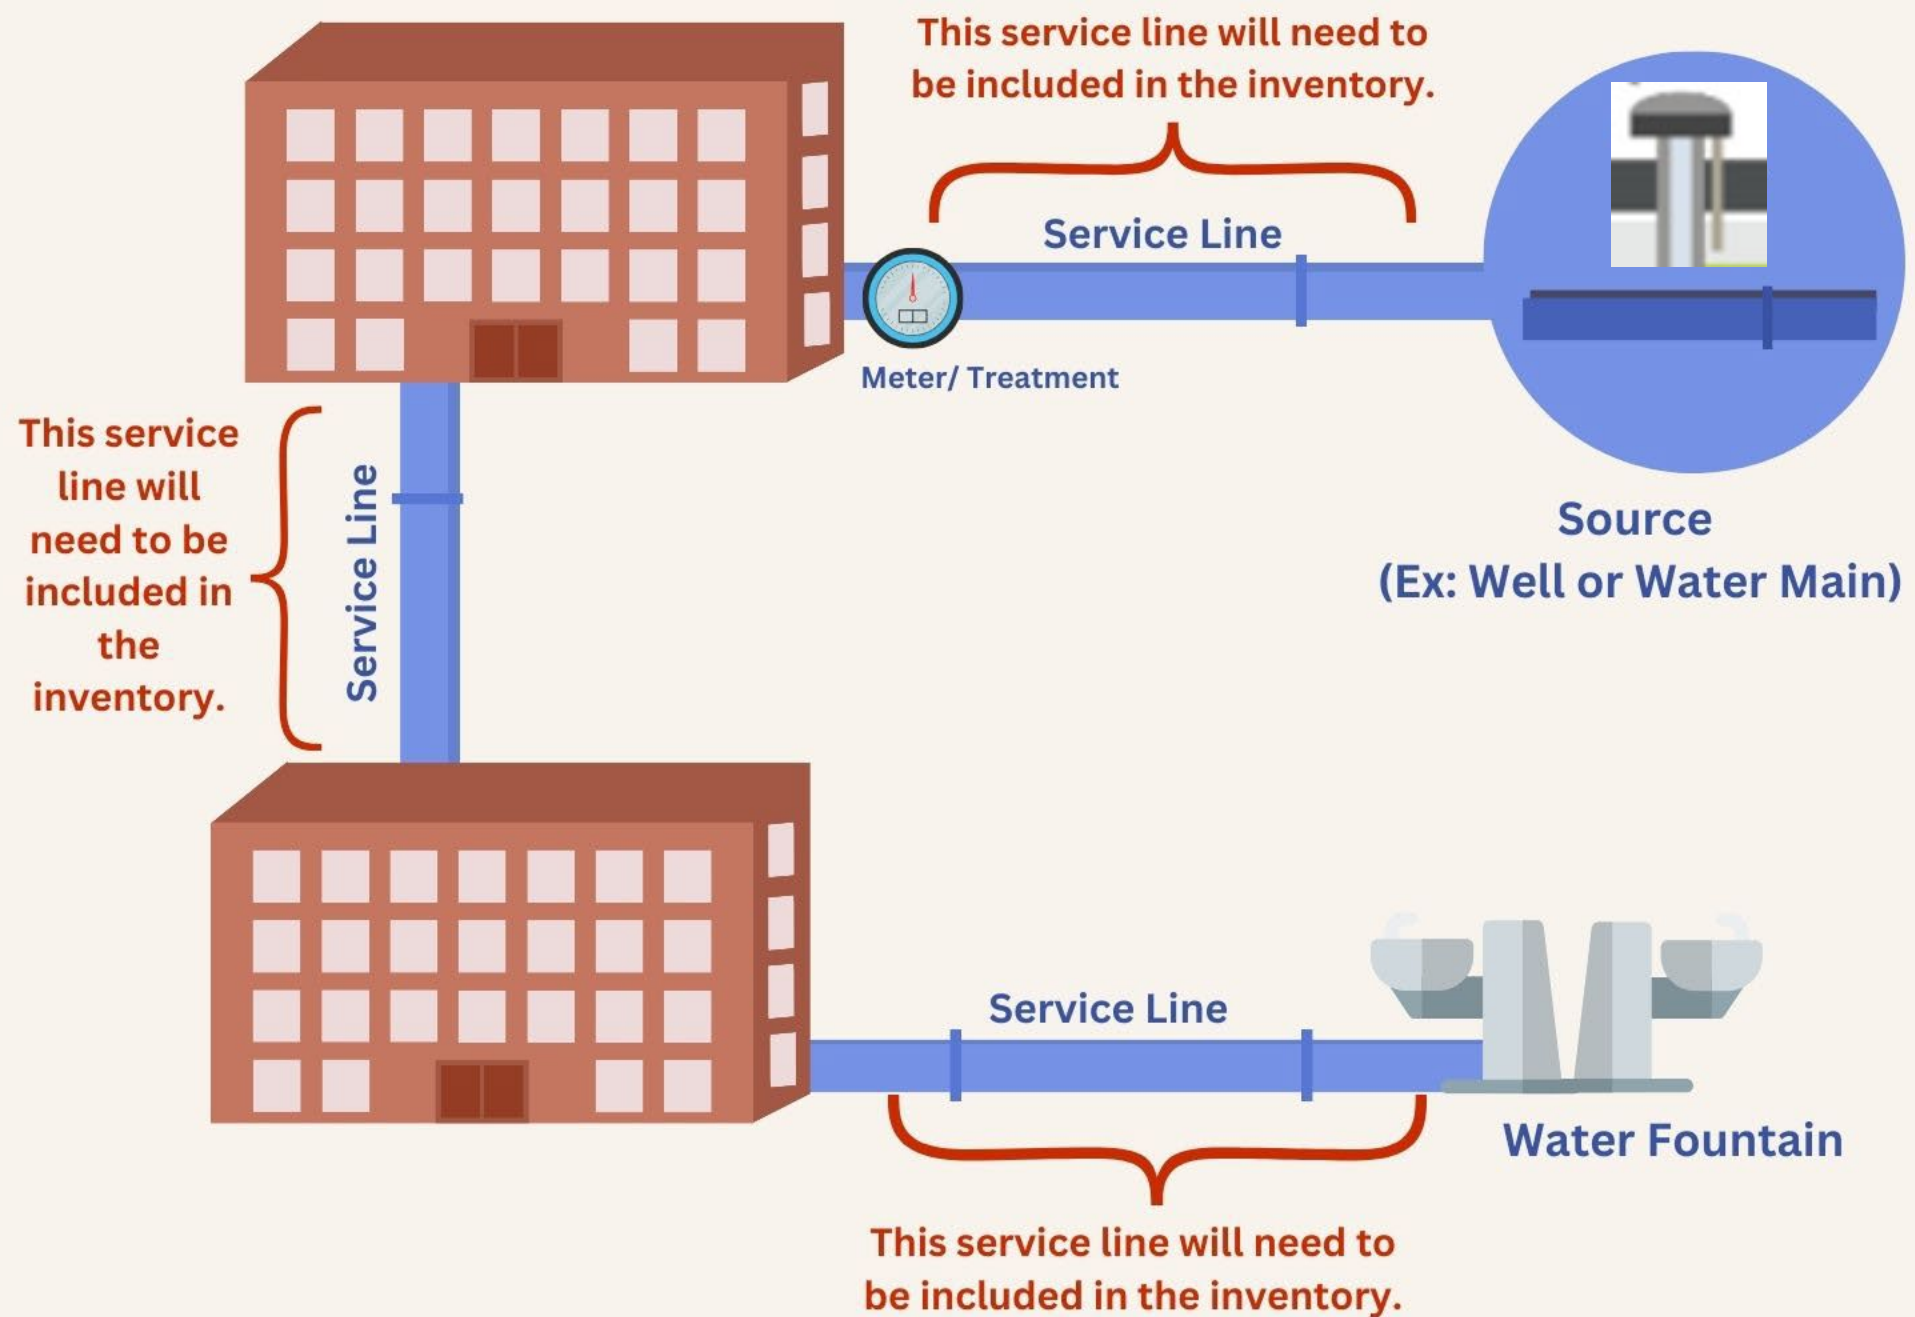 This service line will need to
be included in the inventory.
Service Line
Meter/ Treatment
Source
(Ex: Well or Water Main)
This service
line will
need to be
included in
the
inventory.
Service Line
Service Line
Water Fountain
This service line will need to
be included in the inventory.